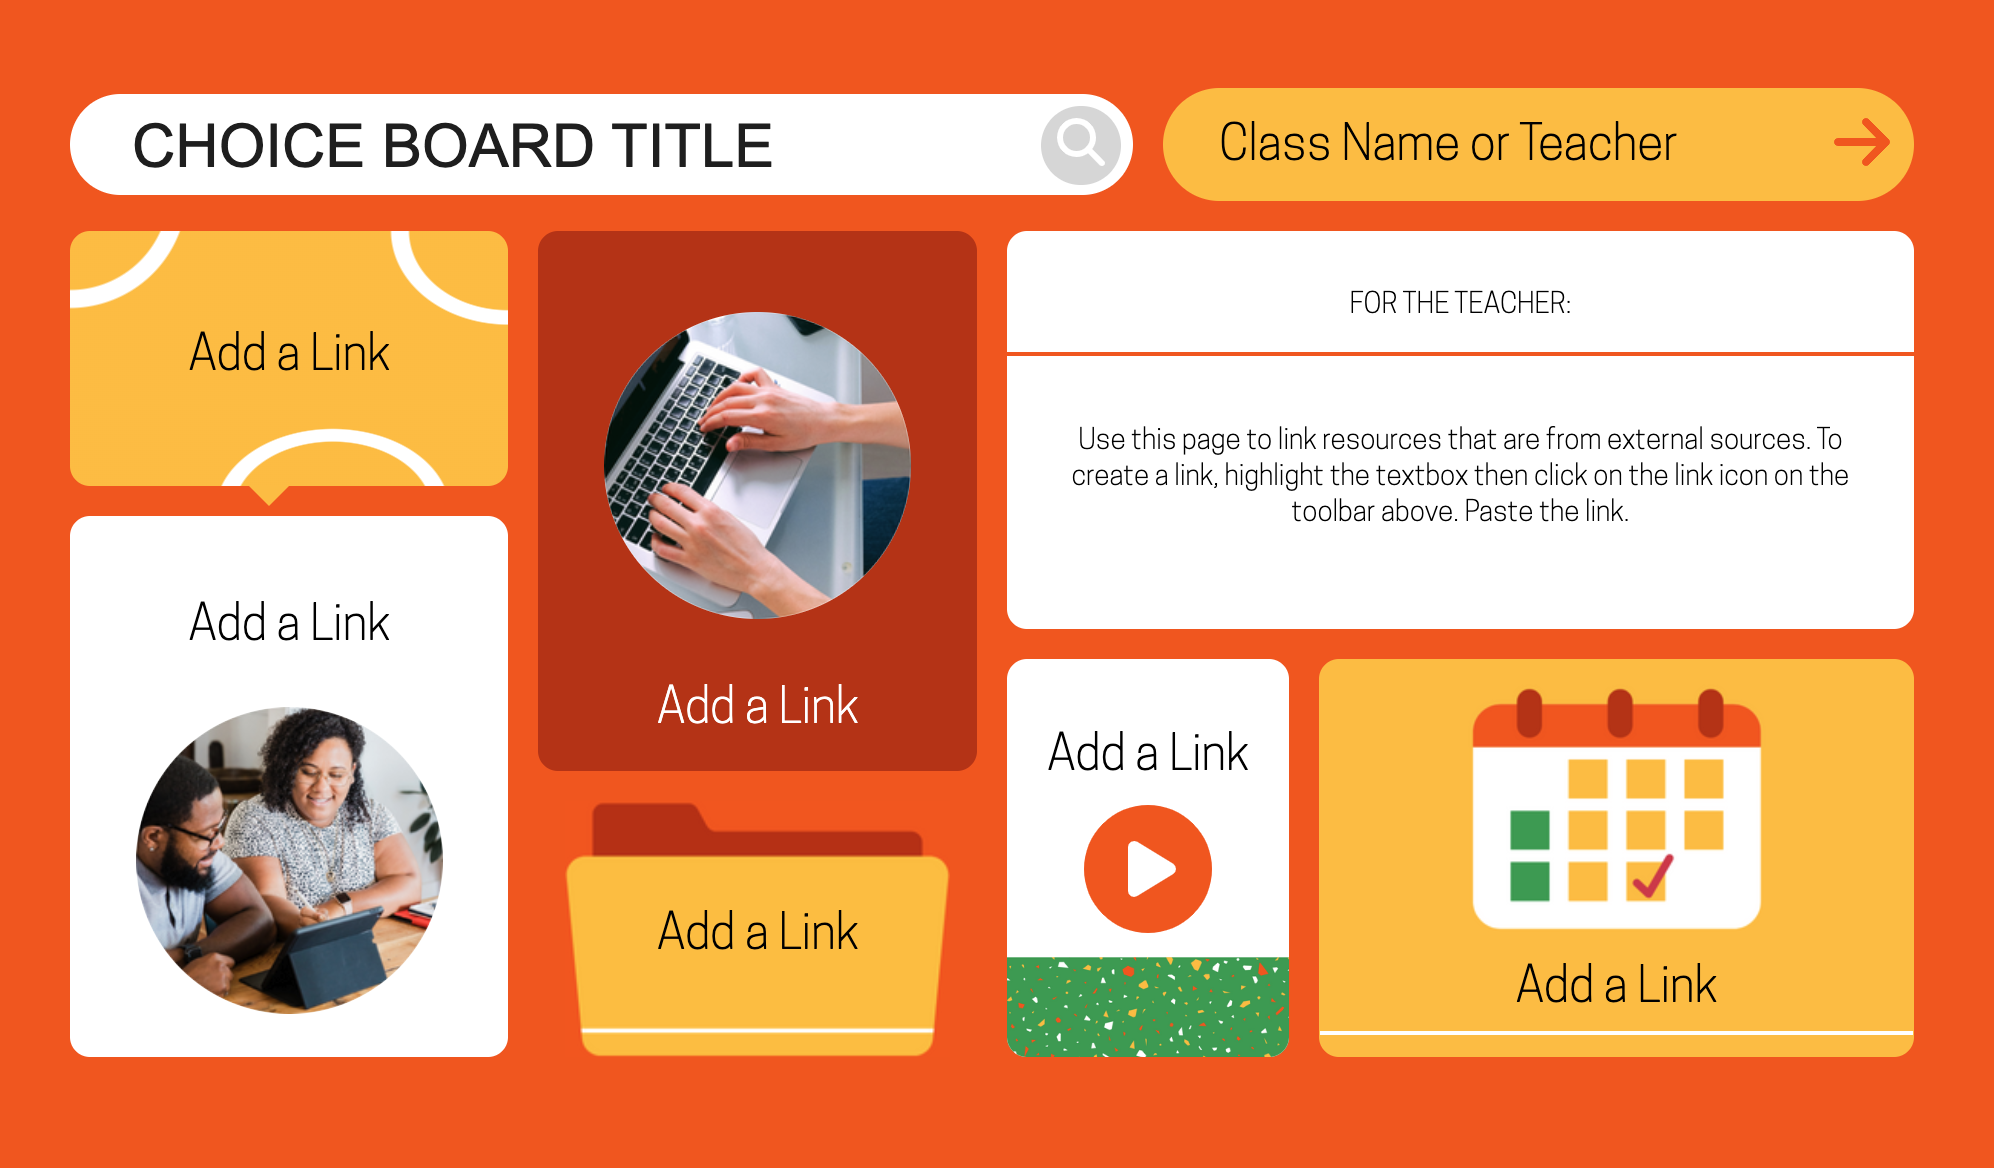 CHOICE BOARD TITLE
Class Name or Teacher
Add a Link
Add a Link
Add a Link
Add a Link
FOR THE TEACHER:
Use this page to link resources that are from external sources. To
create a link, highlight the textbox then click on the link icon on the
toolbar above. Paste the link.
Add a Link
Add a Link